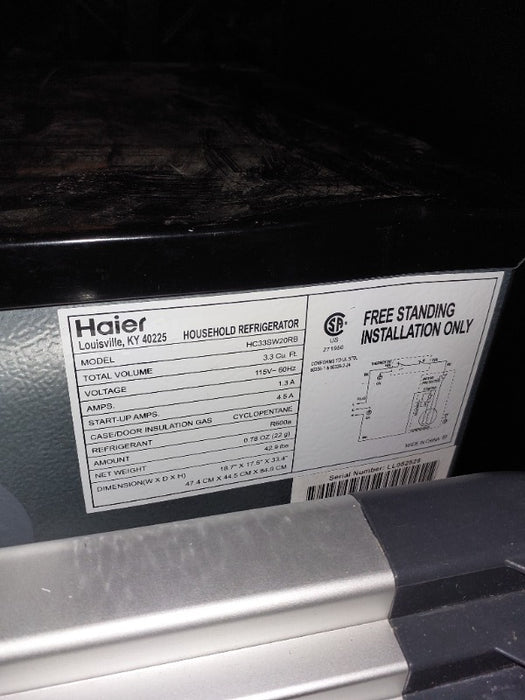 Haier
Louisville, KY 40225 HOUSEHOLD REFRIGERATOR
MODEL HC33SW20RB
TOTAL VOLUME 3.3 Cu. Ft.
VOLTAGE 115V~ 60Hz
AMPS. 1.3 A
START-UP AMPS. 4.5 A
CASE/DOOR INSULATION GAS CYCLOPENTANE
REFRIGERANT R600a
AMOUNT 0.78 OZ (22 g)
NET WEIGHT 42.9 lbs
DIMENSION(W X D X H) 18.7" X 17.5" X 33.4"
47.4 CM X 44.5 CM X 84.9 CM
SA
US
FREE STANDING
INSTALLATION ONLY
MADE IN CHINA
Serial Number: